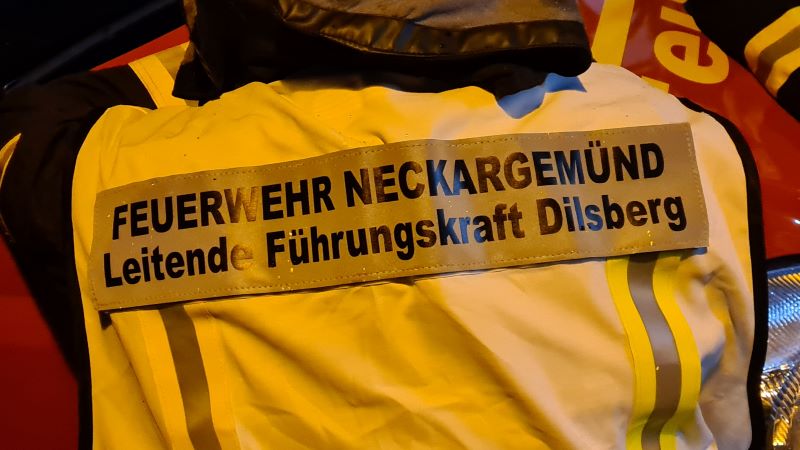 FEUERWEHR NECKARGEMÜND
Leitende Führungskraft Dilsberg